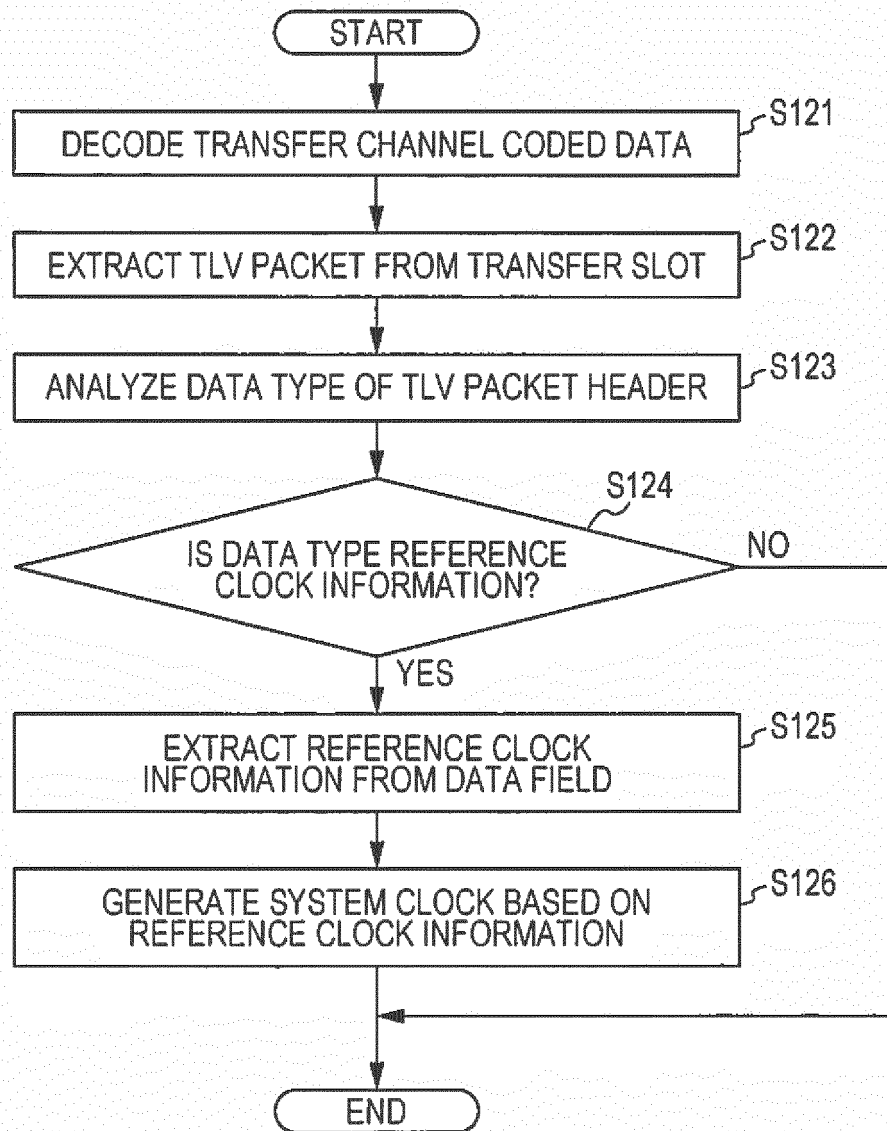 START
S121
DECODE TRANSFER CHANNEL CODED DATA
S122
EXTRACT TLV PACKET FROM TRANSFER SLOT
S123
ANALYZE DATA TYPE OF TLV PACKET HEADER
S124
IS DATA TYPE REFERENCE
CLOCK INFORMATION?
NO
YES
S125
EXTRACT REFERENCE CLOCK
INFORMATION FROM DATA FIELD
S126
GENERATE SYSTEM CLOCK BASED ON
REFERENCE CLOCK INFORMATION
END